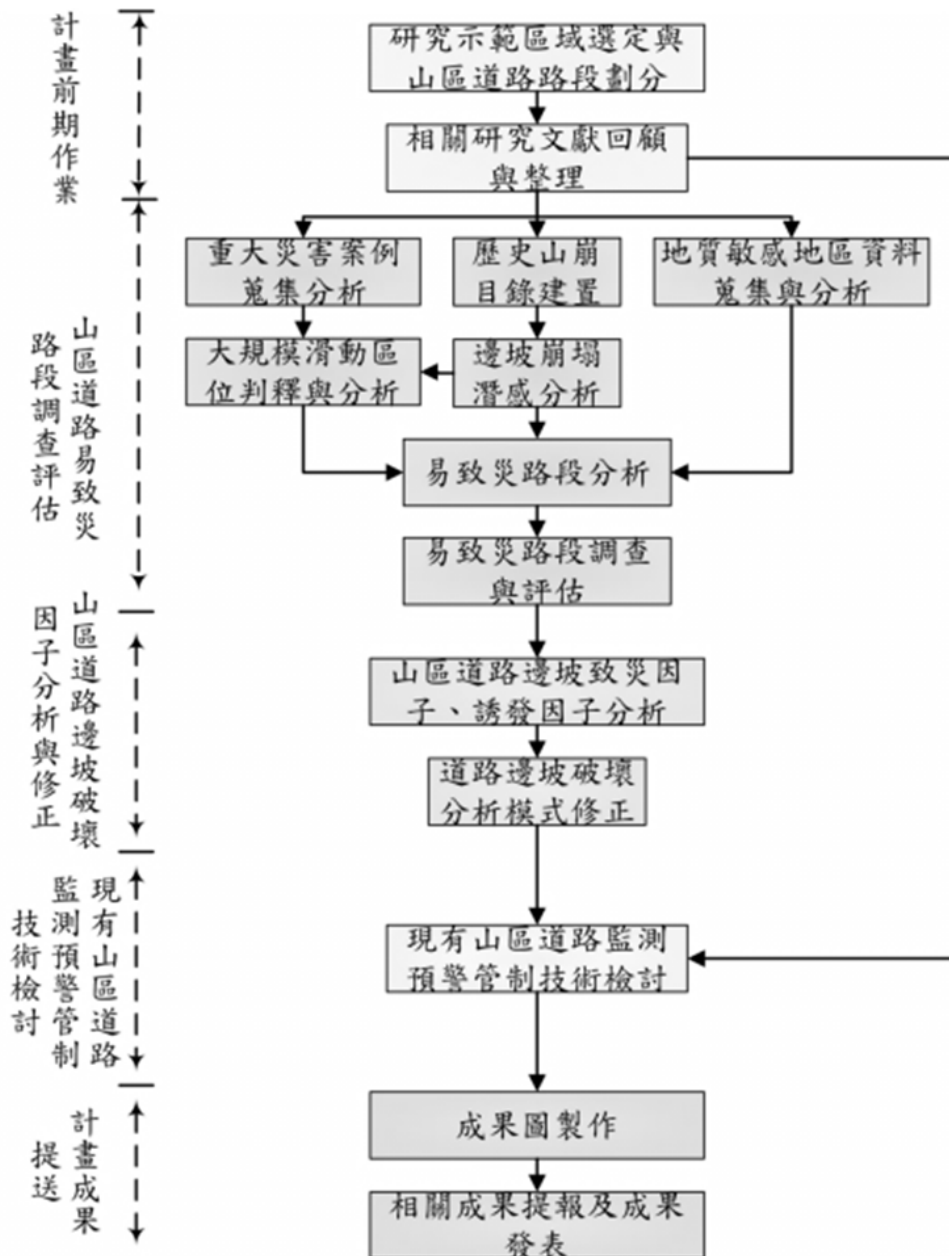 計畫前期作業
研究示範區域選定與
山區道路路段劃分
相關研究文獻回顧
與整理
山區道路易致災
路段調查評估
重大災害案例
蒐集分析
歷史山崩
目錄建置
地質敏感地區資料
蒐集與分析
大規模滑動區
位判釋與分析
邊坡崩塌
潛感分析
易致災路段分析
易致災路段調查
與評估
山區道路邊坡破壞
因子分析與修正
山區道路邊坡致災因
子、誘發因子分析
道路邊坡破壞
分析模式修正
現有山區道路
監測預警管制
技術檢討
現有山區道路監測
預警管制技術檢討
計畫成果
提送
成果圖製作
相關成果提報及成果
發表